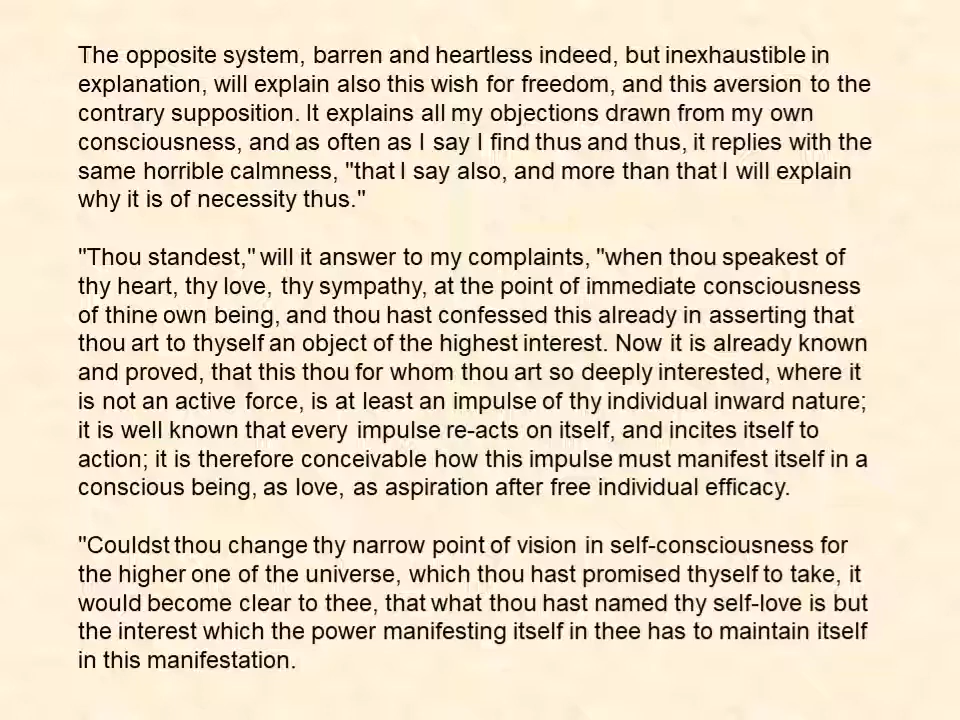 The opposite system, barren and heartless indeed, but inexhaustible in
explanation, will explain also this wish for freedom, and this aversion to the
contrary supposition. It explains all my objections drawn from my own
consciousness, and as often as I say I find thus and thus, it replies with the
same horrible calmness, "that I say also, and more than that I will explain
why it is of necessity thus."
"Thou standest," will it answer to my complaints, "when thou speakest of
thy heart, thy love, thy sympathy, at the point of immediate consciousness
of thine own being, and thou hast confessed this already in asserting that
thou art to thyself an object of the highest interest. Now it is already known
and proved, that this thou for whom thou art so deeply interested, where it
is not an active force, is at least an impulse of thy individual inward nature;
it is well known that every impulse re-acts on itself, and incites itself to
action; it is therefore conceivable how this impulse must manifest itself in a
conscious being, as love, as aspiration after free individual efficacy.
"Couldst thou change thy narrow point of vision in self-consciousness for
the higher one of the universe, which thou hast promised thyself to take, it
would become clear to thee, that what thou hast named thy self-love is but
the interest which the power manifesting itself in thee has to maintain itself
in this manifestation.